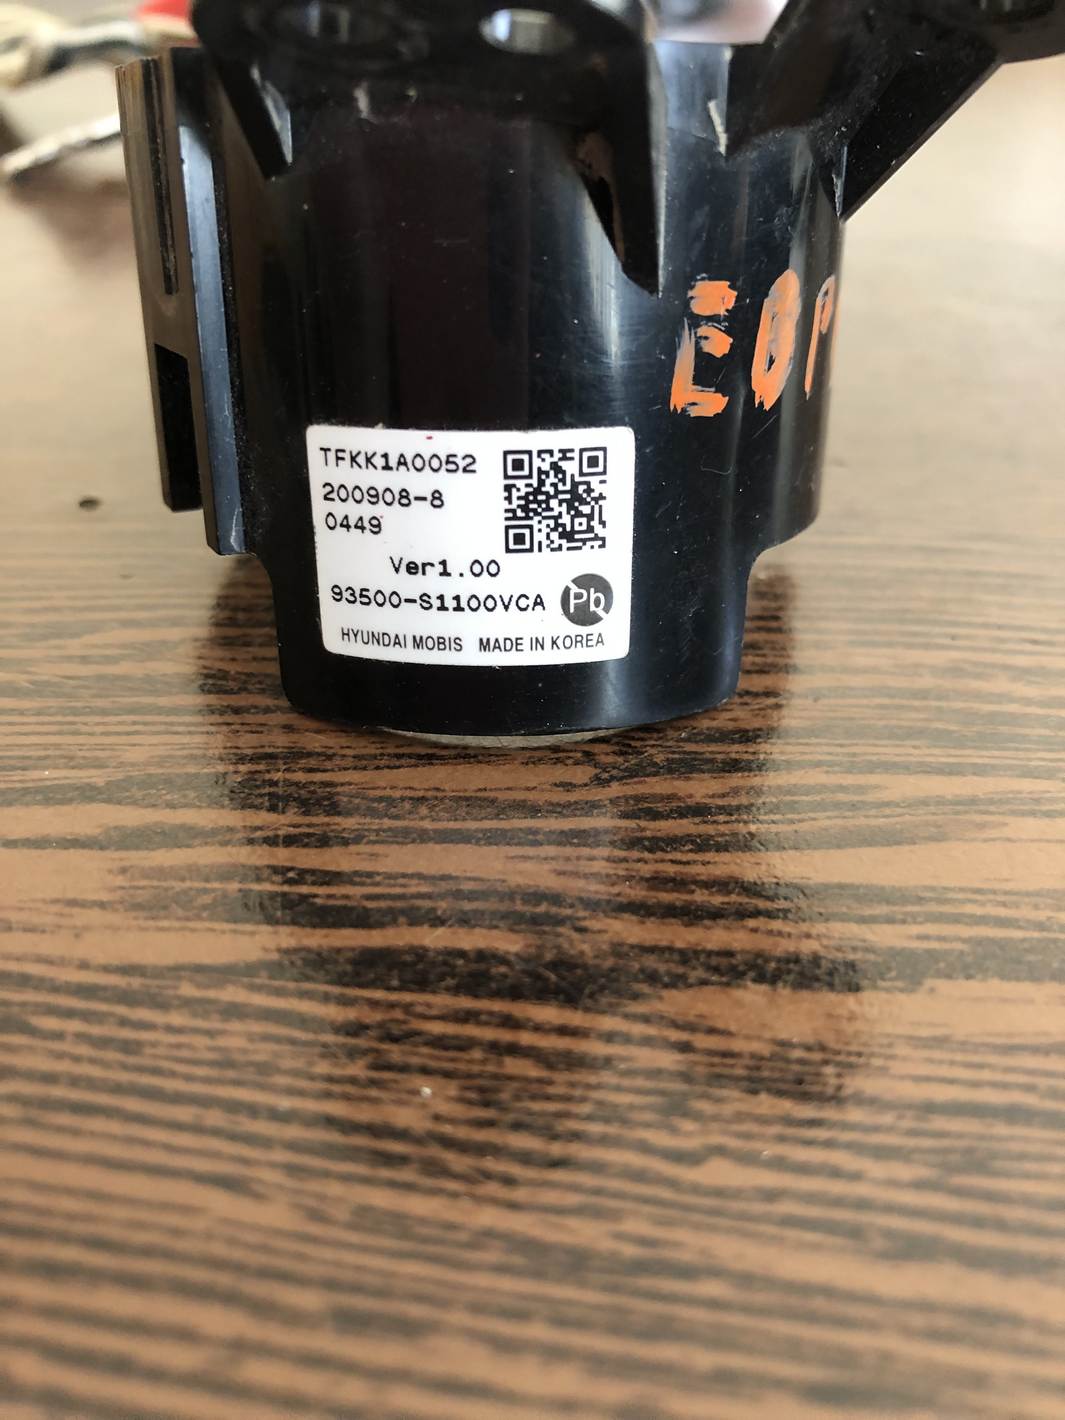 TFKK1A0052
200908-8
0449
Ver1.00
93500-S1100VCA
Pb
HYUNDAI MOBIS MADE IN KOREA